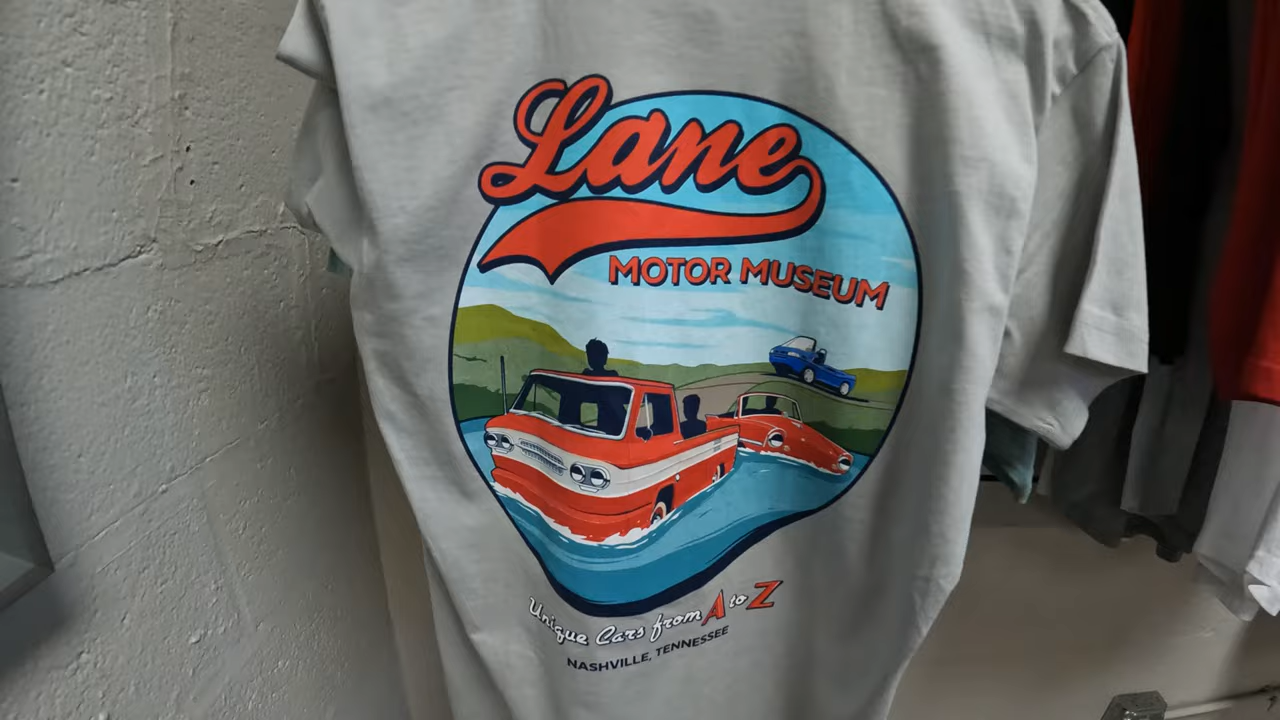 Lane
MOTOR MUSEUM
Unique Cars from A to Z
NASHVILLE, TENNESSEE